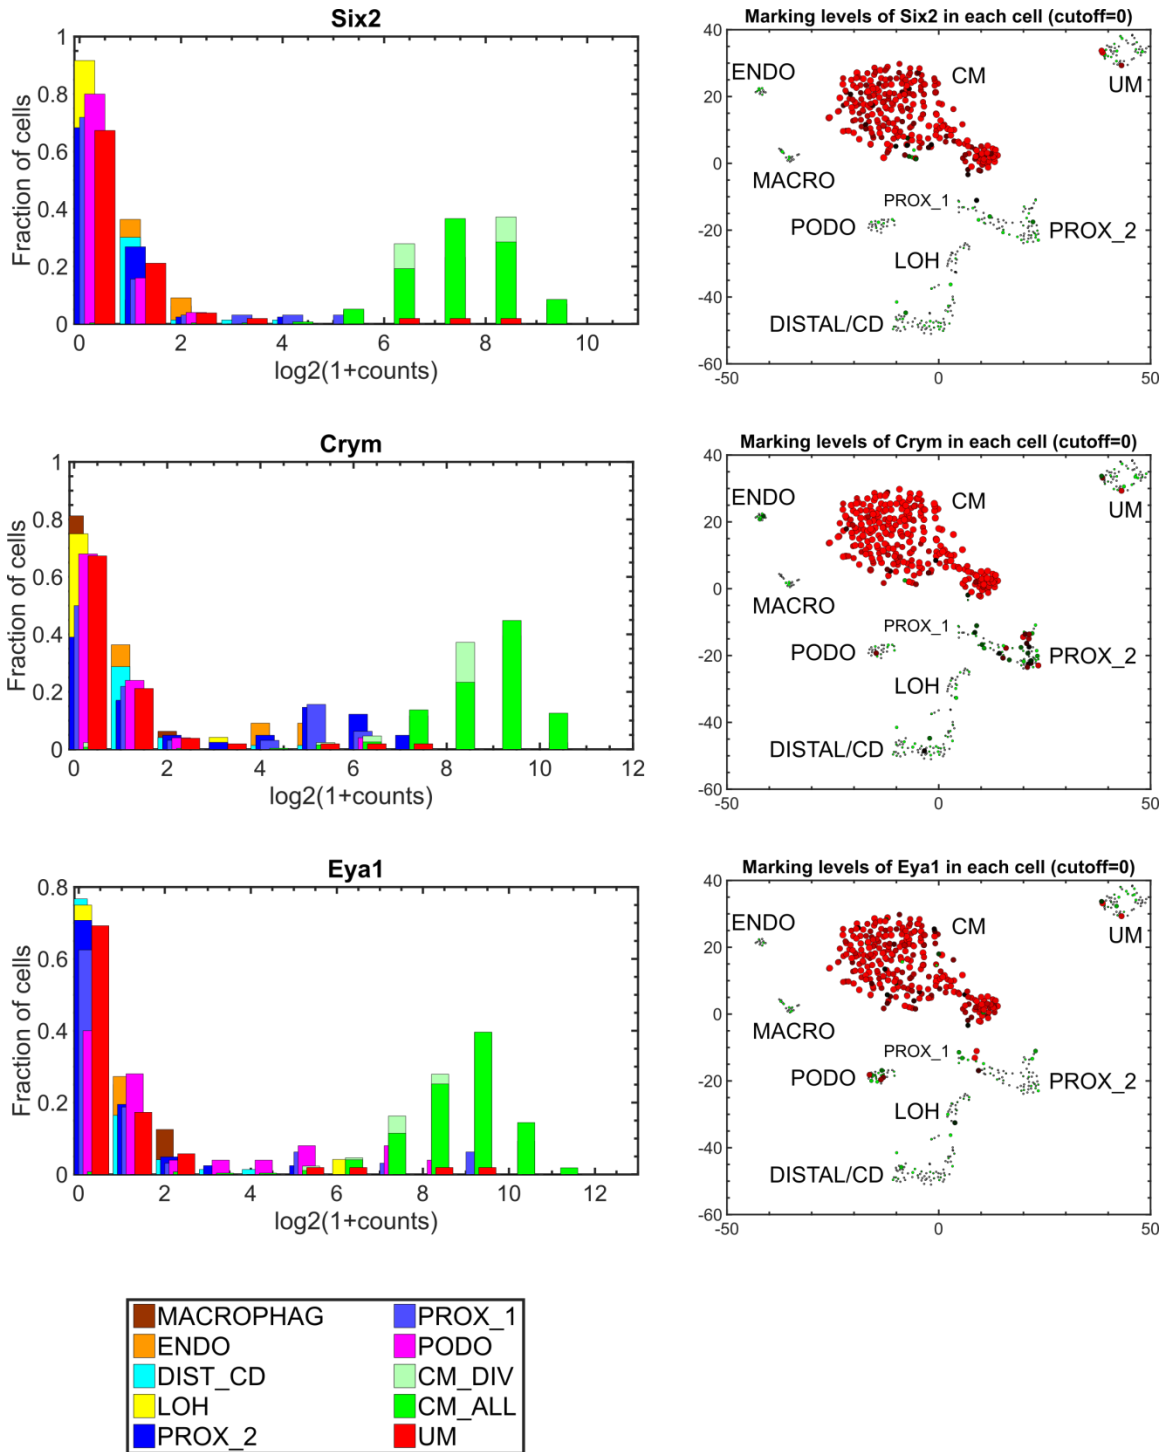 Six2
Fraction of cells
1
0.8
0.6
0.4
0.2
0
0 2 4 6 8 10
log2(1+counts)
Marking levels of Six2 in each cell (cutoff=0)
40
20
0
-20
-40
-60
-50 0 50
ENDO
CM
UM
MACRO
PROX_1
PODO
PROX_2
LOH
DISTAL/CD
Crym
Fraction of cells
1
0.8
0.6
0.4
0.2
0
0 2 4 6 8 10 12
log2(1+counts)
Marking levels of Crym in each cell (cutoff=0)
40
20
0
-20
-40
-60
-50 0 50
ENDO
CM
UM
MACRO
PROX_1
PODO
PROX_2
LOH
DISTAL/CD
Eya1
Fraction of cells
0.8
0.6
0.4
0.2
0
0 2 4 6 8 10 12
log2(1+counts)
Marking levels of Eya1 in each cell (cutoff=0)
40
20
0
-20
-40
-60
-50 0 50
ENDO
CM
UM
MACRO
PROX_1
PODO
PROX_2
LOH
DISTAL/CD
MACROPHAG
ENDO
DIST_CD
LOH
PROX_2
PROX_1
PODO
CM_DIV
CM_ALL
UM